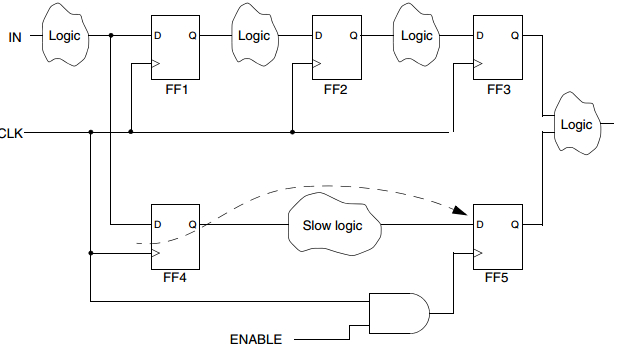 IN Logic D Q Logic D Q Logic D Q
FF1 FF2 FF3
CLK Logic
D Q Slow logic D Q
FF4 FF5
ENABLE